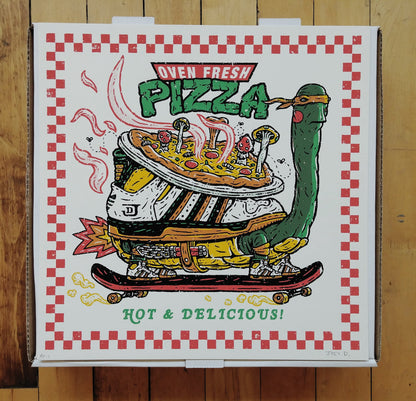 OVEN FRESH
PIZZA
HOT & DELICIOUS!